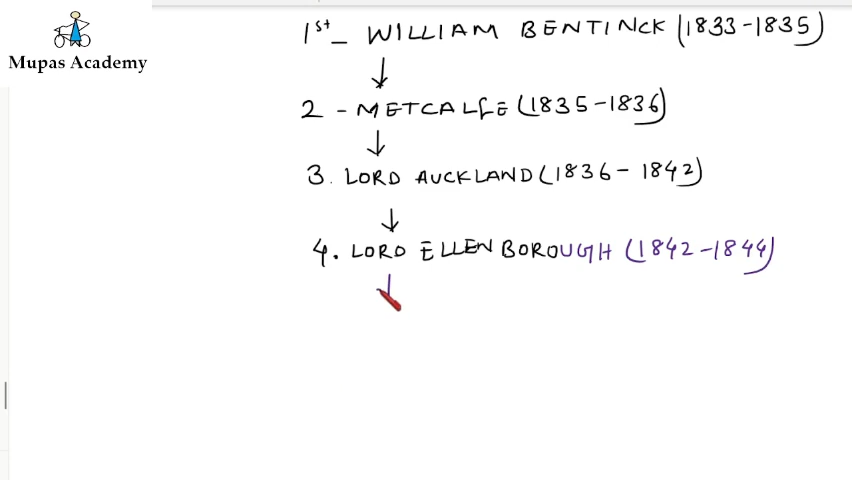 Mupas Academy
1st- WILLIAM BENTINCK (1833-1835)
2 - METCALFE (1835-1836)
3. LORD AUCKLAND (1836- 1842)
4. LORD ELLENBOROUGH (1842-1844)